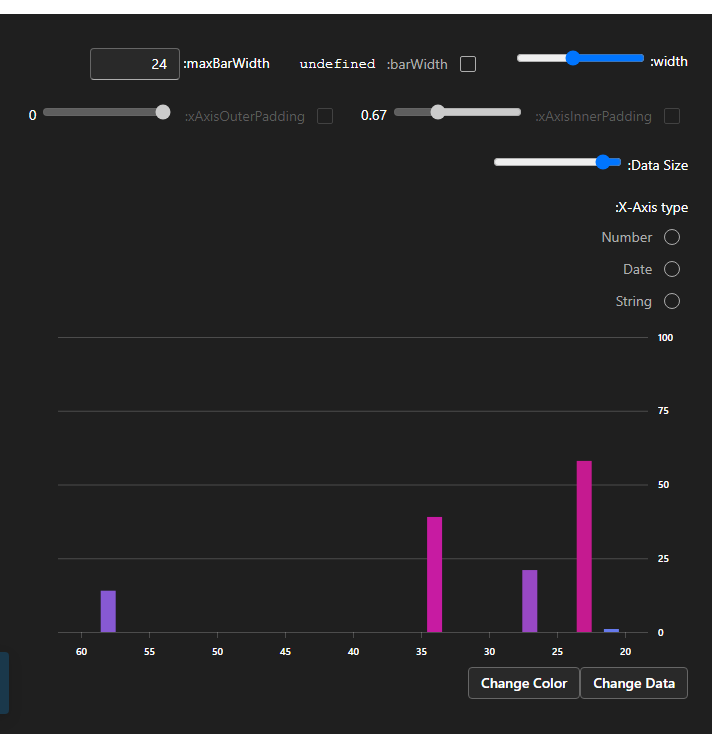 :width
:barWidth undefined
:maxBarWidth 24
:xAxisInnerPadding 0.67
:xAxisOuterPadding 0
:Data Size
:X-Axis type
Number
Date
String
100
75
50
25
0
60 55 50 45 40 35 30 25 20
Change Color Change Data